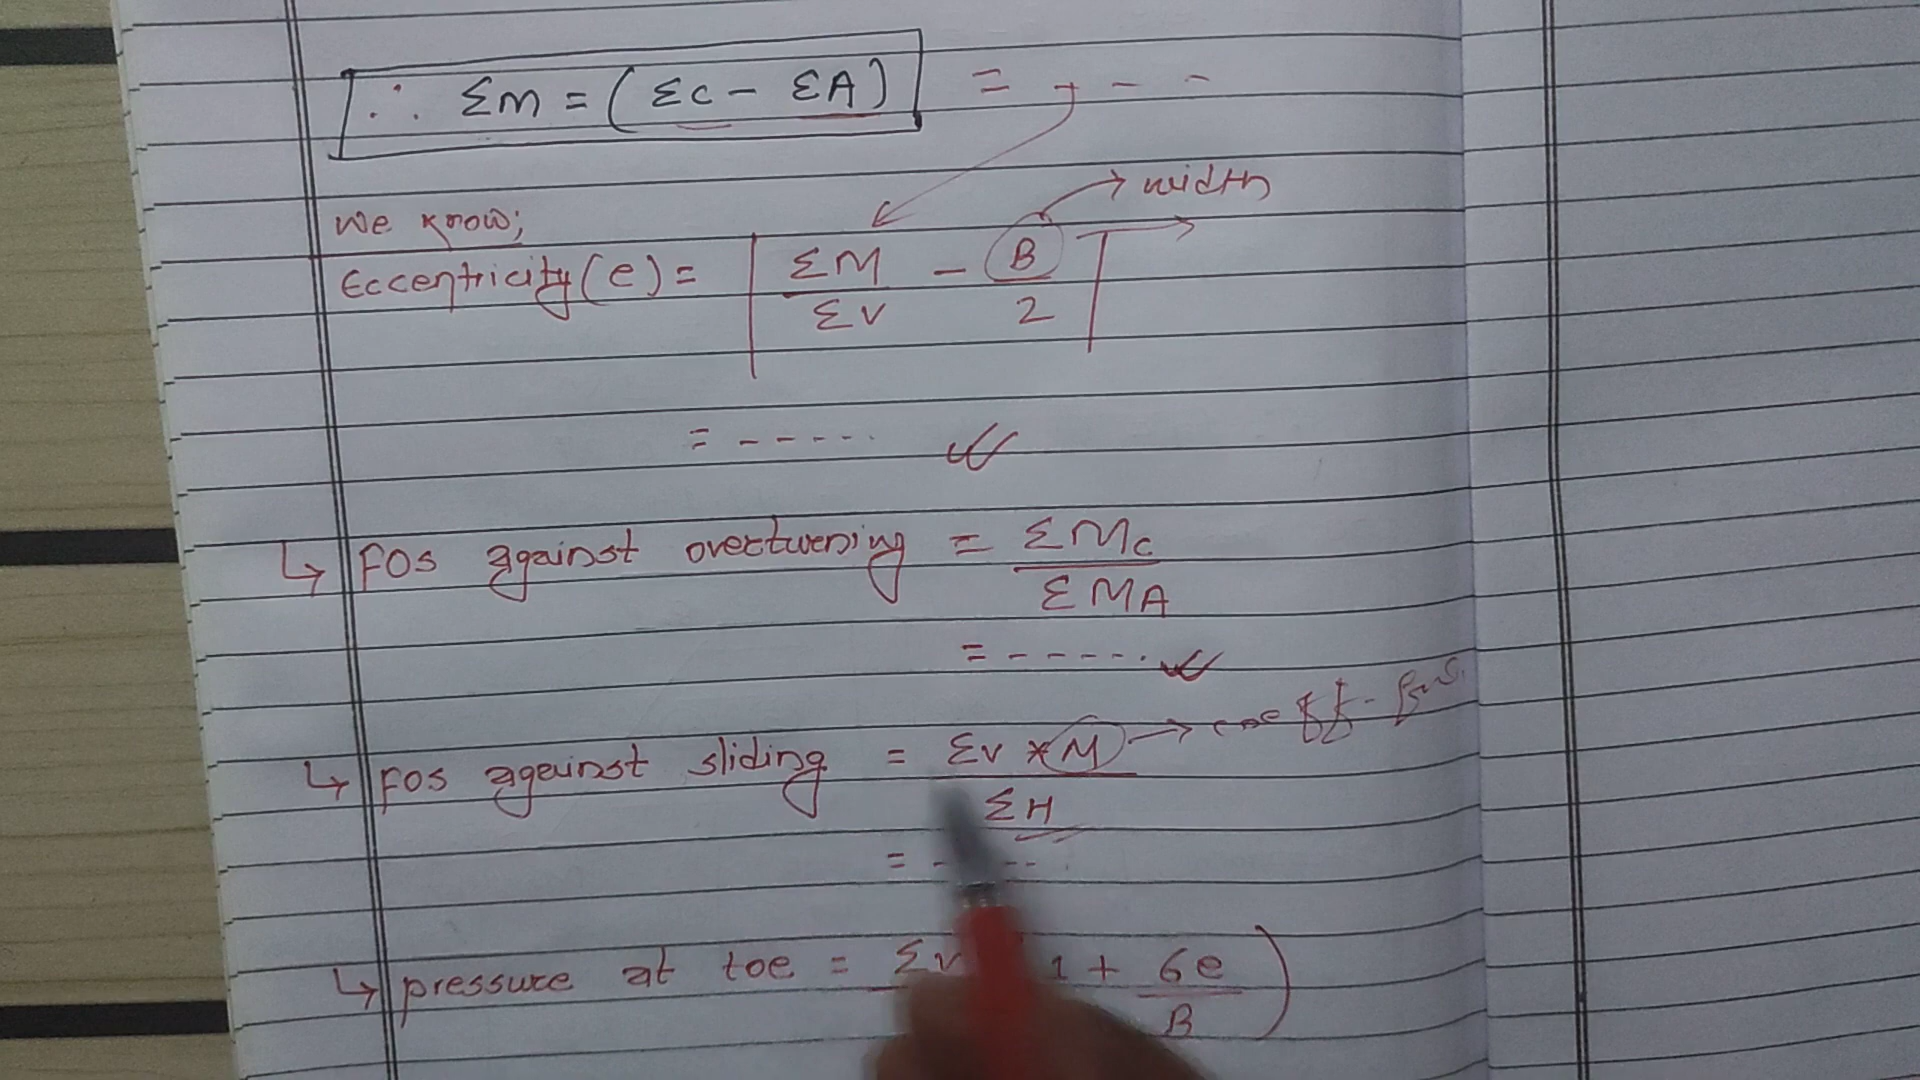 ∴ ΣM = (Σc - ΣA) = - - - -
width
we know;
Eccentricity(e) = | ΣM/ΣV - B/2 |
= - - - - -
↳ FOS against overturning = ΣMc/ΣMA
= - - - - - -
↳ FOS against sliding = Σv * M/ΣH → coeff-
= - - - -
↳ pressure at toe = Σv 1 + 6e/B )